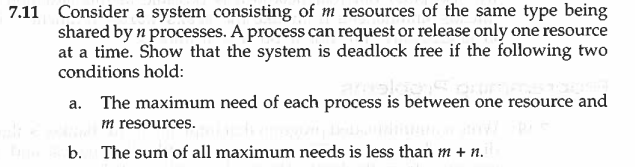 7.11 Consider a system consisting of m resources of the same type being
shared by n processes. A process can request or release only one resource
at a time. Show that the system is deadlock free if the following two
conditions hold:
a. The maximum need of each process is between one resource and
m resources.
b. The sum of all maximum needs is less than m + n.